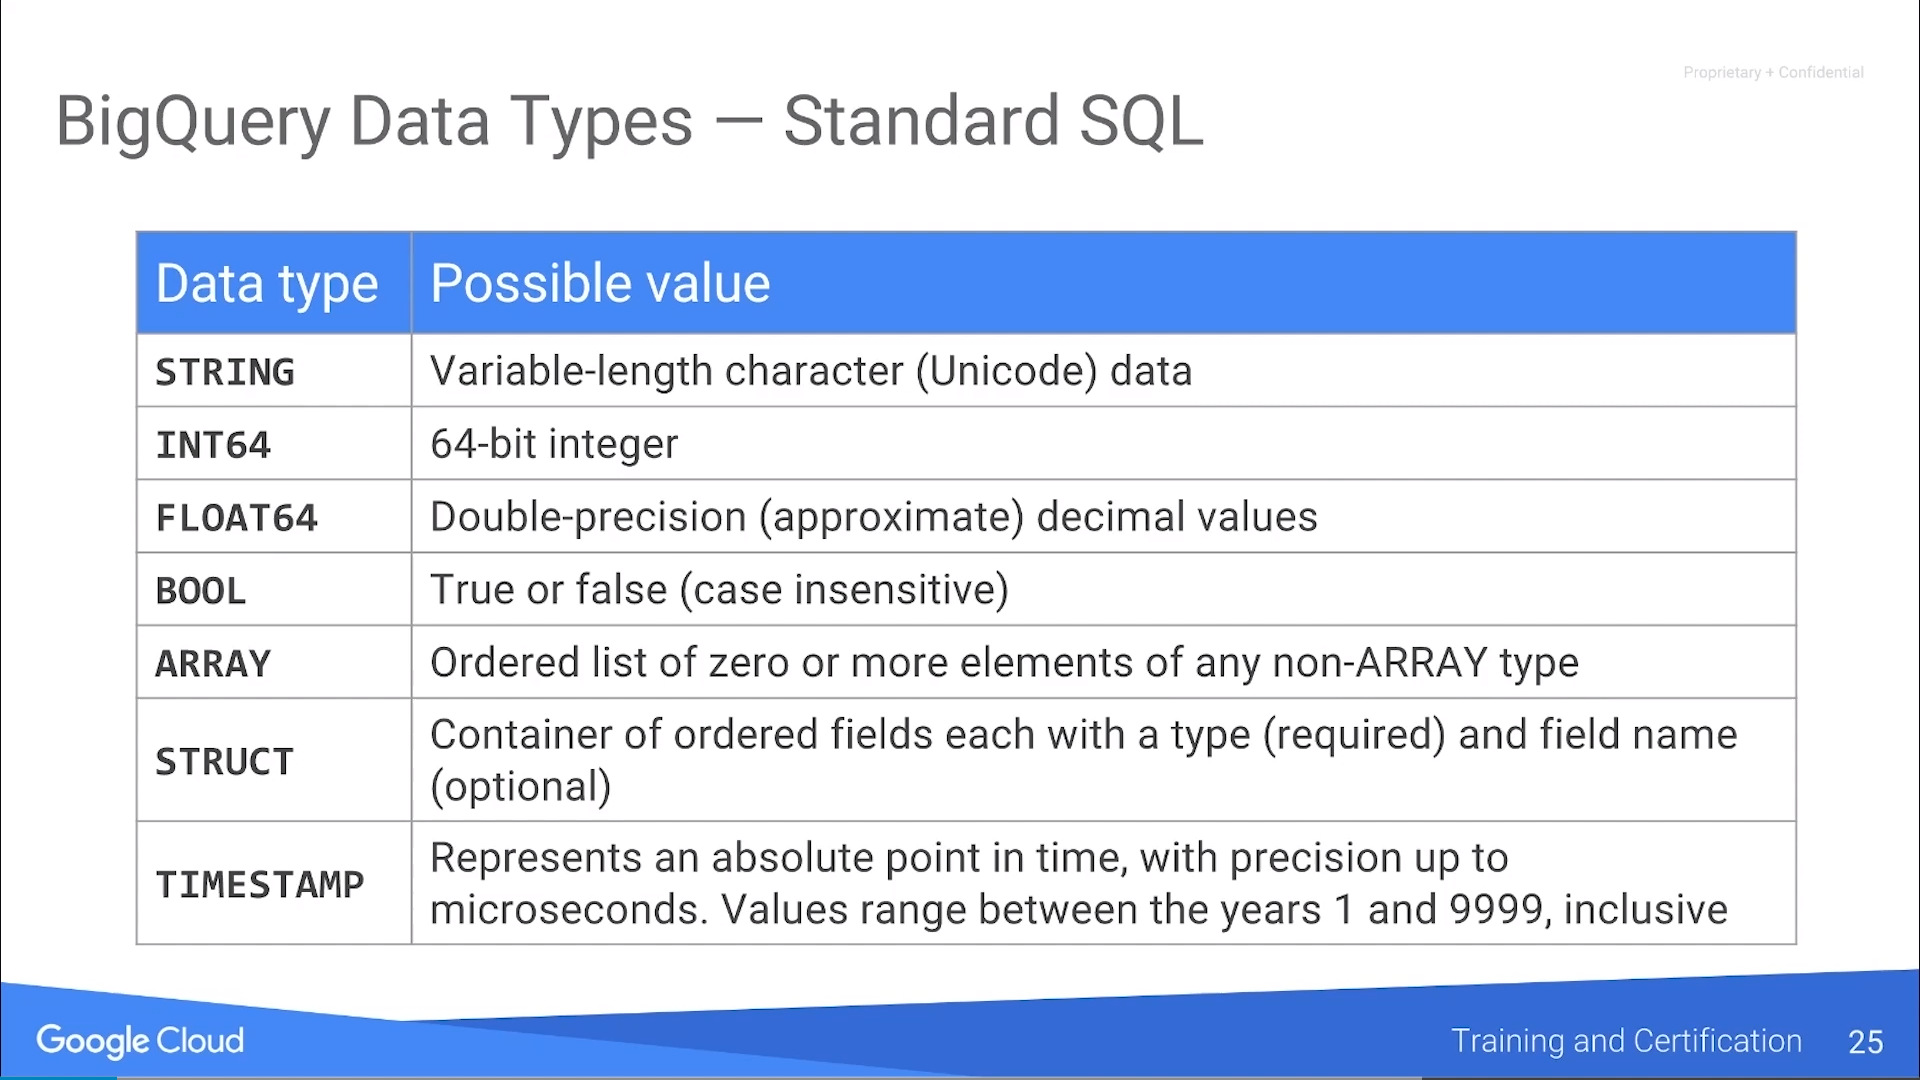 Proprietary + Confidential
BigQuery Data Types — Standard SQL
Data type Possible value
STRING Variable-length character (Unicode) data
INT64 64-bit integer
FLOAT64 Double-precision (approximate) decimal values
BOOL True or false (case insensitive)
ARRAY Ordered list of zero or more elements of any non-ARRAY type
STRUCT Container of ordered fields each with a type (required) and field name
(optional)
TIMESTAMP Represents an absolute point in time, with precision up to
microseconds. Values range between the years 1 and 9999, inclusive
Google Cloud Training and Certification 25